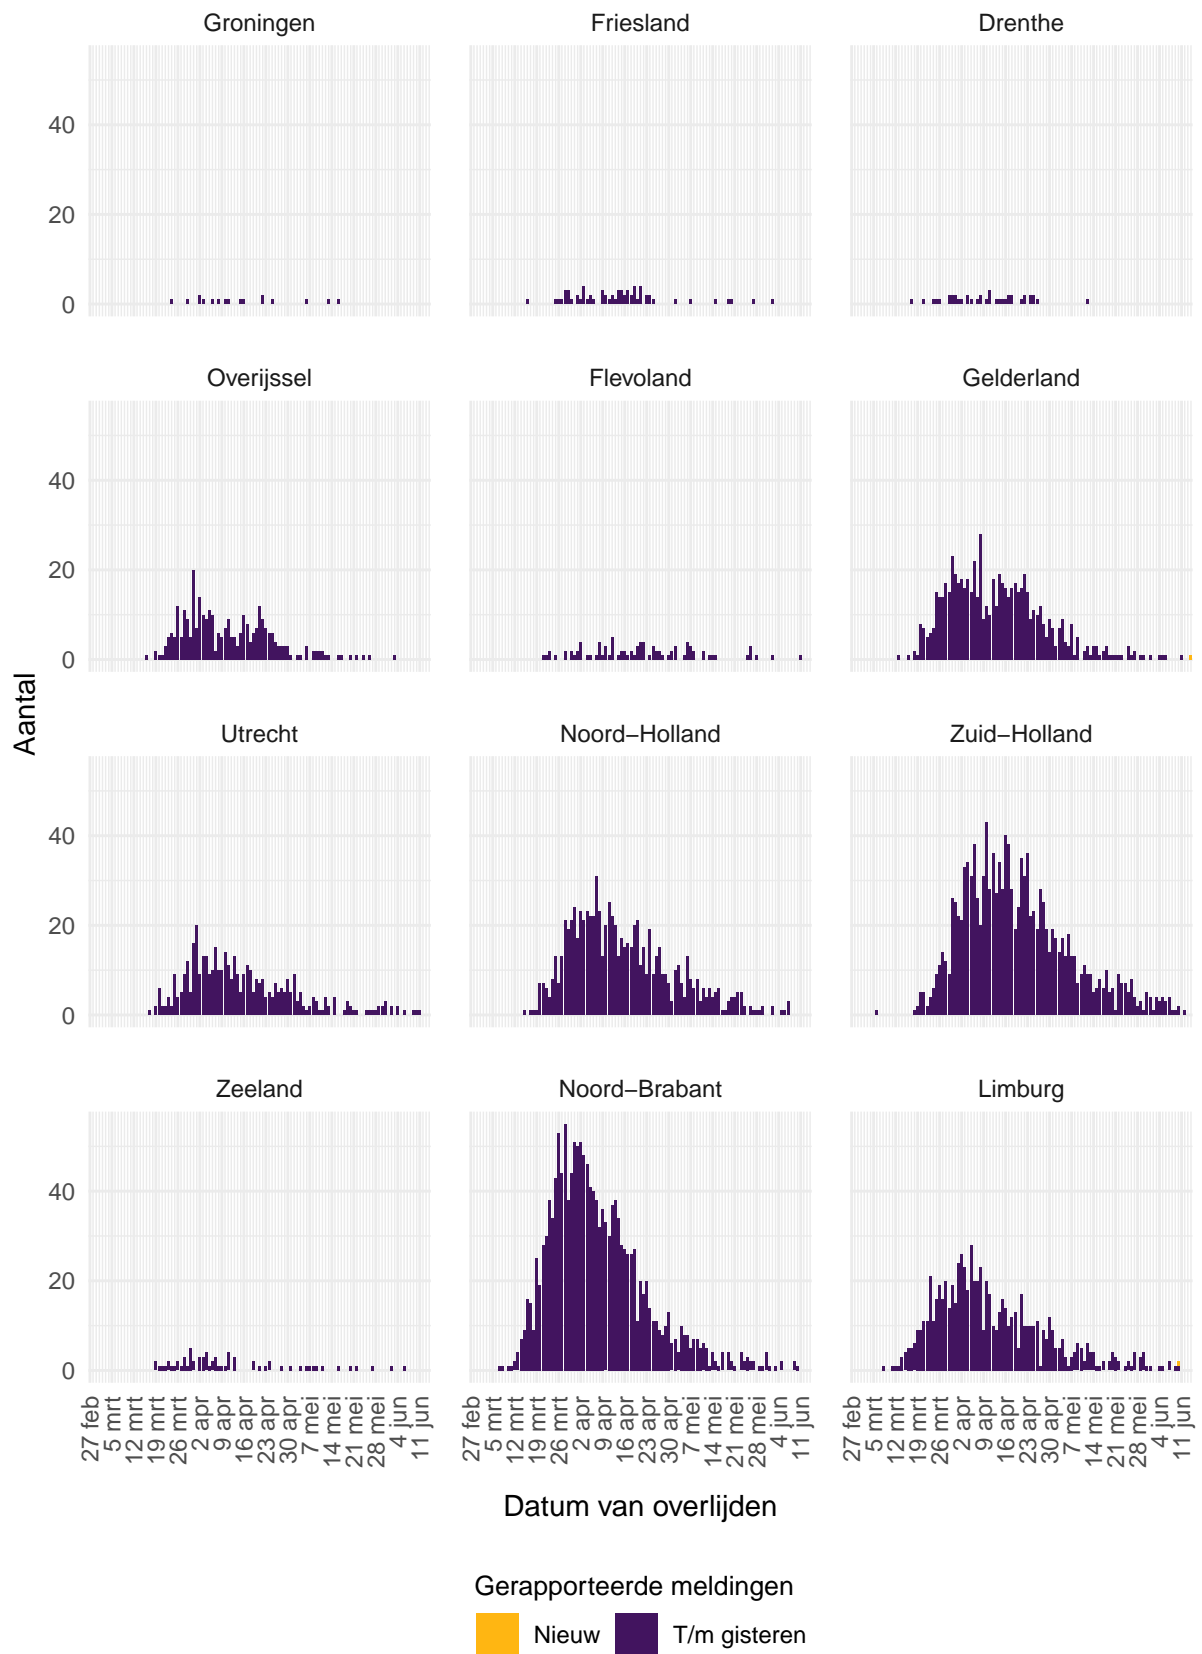 Groningen Friesland Drenthe
40
20
0
Overijssel Flevoland Gelderland
40
20
0
Aantal
Utrecht Noord−Holland Zuid−Holland
40
20
0
Zeeland Noord−Brabant Limburg
40
20
0
27 feb 5 mrt 12 mrt 19 mrt 26 mrt 2 apr 9 apr 16 apr 23 apr 30 apr 7 mei 14 mei 21 mei 28 mei 4 jun 11 jun 27 feb 5 mrt 12 mrt 19 mrt 26 mrt 2 apr 9 apr 16 apr 23 apr 30 apr 7 mei 14 mei 21 mei 28 mei 4 jun 11 jun 27 feb 5 mrt 12 mrt 19 mrt 26 mrt 2 apr 9 apr 16 apr 23 apr 30 apr 7 mei 14 mei 21 mei 28 mei 4 jun 11 jun
Datum van overlijden
Gerapporteerde meldingen
Nieuw T/m gisteren